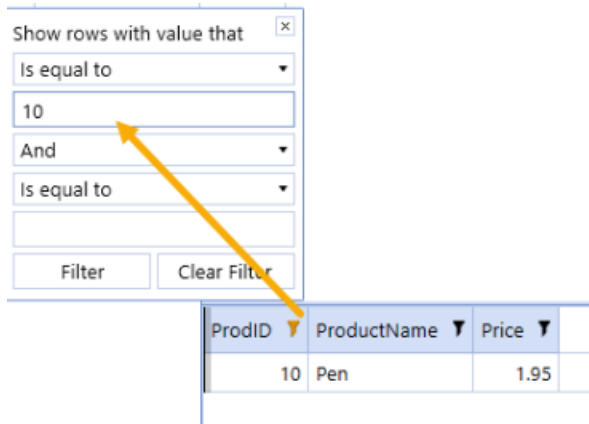 Show rows with value that
Is equal to
10
And
Is equal to
Filter Clear Filter
ProdID ProductName Price
10 Pen 1.95